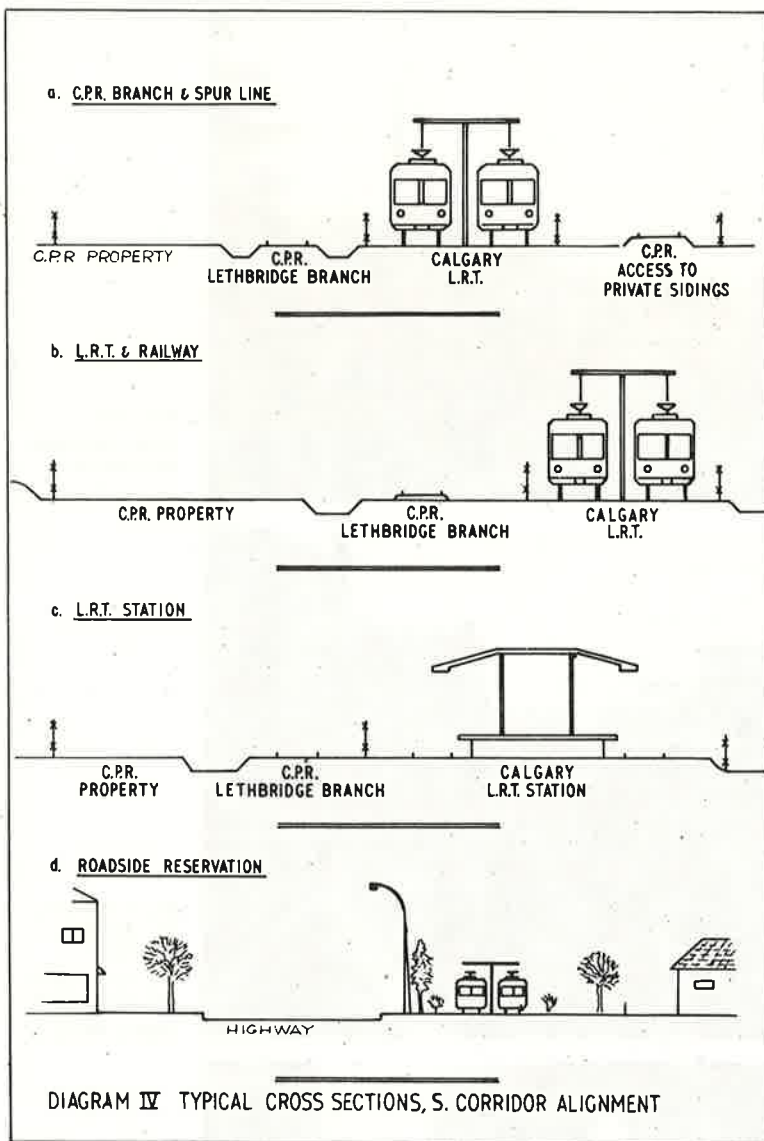 a. C.P.R. BRANCH & SPUR LINE
C.P.R PROPERTY
C.P.R.
LETHBRIDGE BRANCH
CALGARY
L.R.T.
C.P.R.
ACCESS TO
PRIVATE SIDINGS
b. L.R.T. & RAILWAY
C.P.R. PROPERTY
C.P.R.
LETHBRIDGE BRANCH
CALGARY
L.R.T.
c. L.R.T. STATION
C.P.R.
PROPERTY
C.P.R.
LETHBRIDGE BRANCH
CALGARY
L.R.T. STATION
d. ROADSIDE RESERVATION
HIGHWAY
DIAGRAM IV TYPICAL CROSS SECTIONS, S. CORRIDOR ALIGNMENT